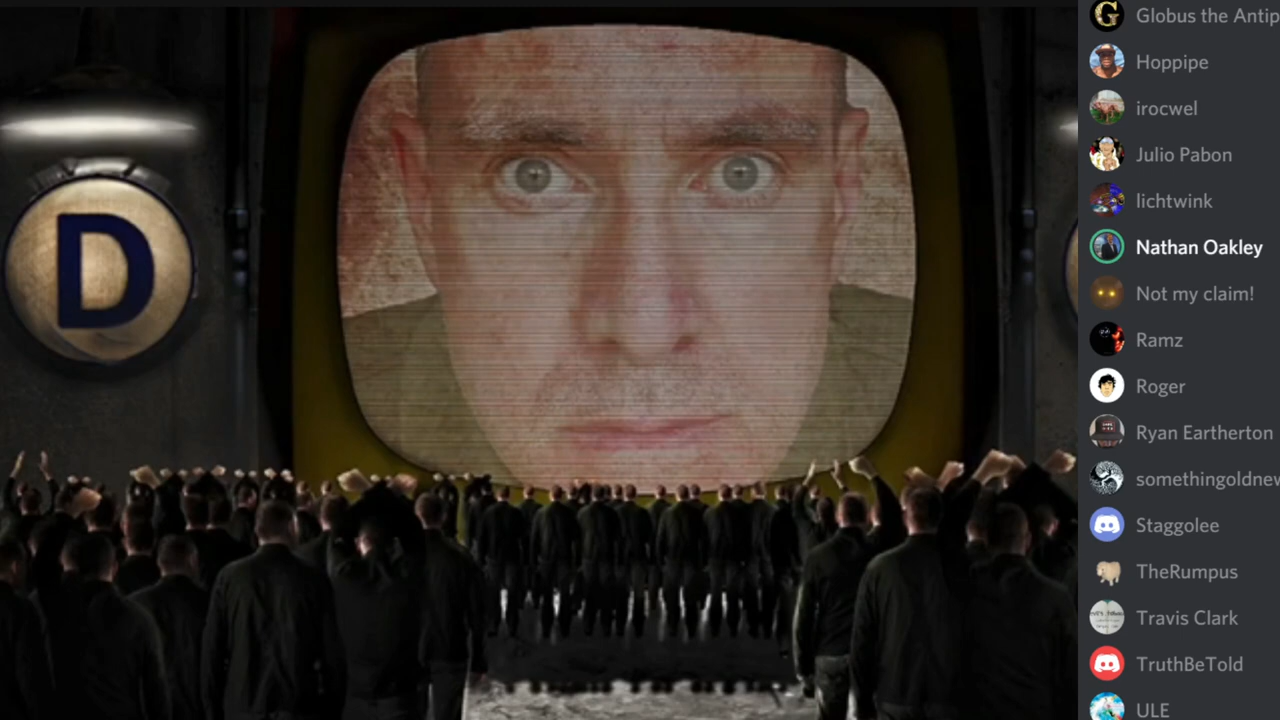 D
Globus the Antip
Hoppipe
irocwel
Julio Pabon
lichtwink
Nathan Oakley
Not my claim!
Ramz
Roger
Ryan Eartherton
somethingoldnew
Staggolee
TheRumpus
Travis Clark
TruthBeTold
ULE